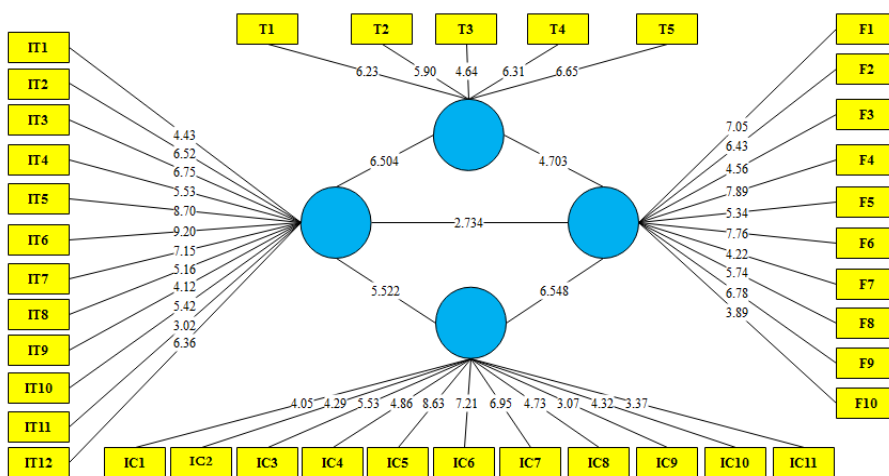 T1 T2 T3 T4 T5
6.23 5.90 4.64 6.31 6.65
IT1
IT2
IT3
IT4
IT5
IT6
IT7
IT8
IT9
IT10
IT11
IT12
4.43
6.52
6.75
5.53
8.70
9.20
7.15
5.16
4.12
5.42
3.02
6.36
6.504
4.703
2.734
5.522
6.548
7.05
6.43
4.56
7.89
5.34
7.76
4.22
5.74
6.78
3.89
F1
F2
F3
F4
F5
F6
F7
F8
F9
F10
4.05 4.29 5.53 4.86 8.63 7.21 6.95 4.73 3.07 4.32 3.37
IC1 IC2 IC3 IC4 IC5 IC6 IC7 IC8 IC9 IC10 IC11